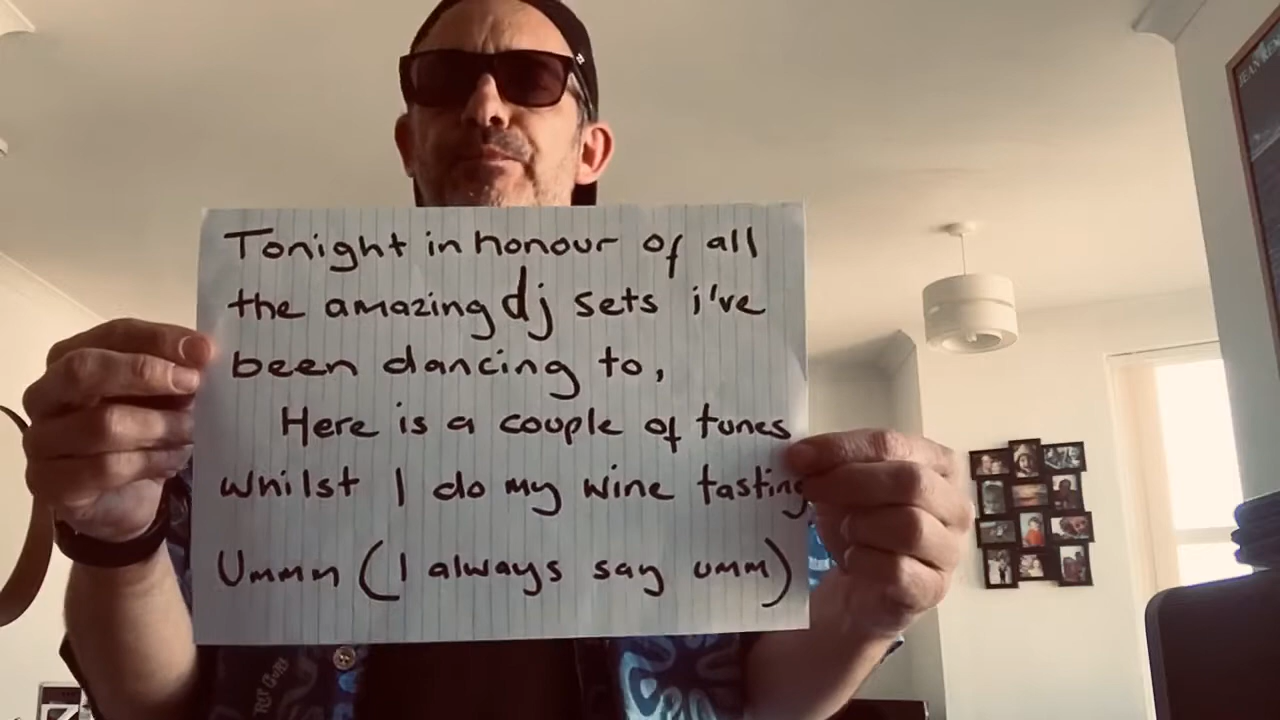 Tonight in honour of all
the amazing dj sets i've
been dancing to,
Here is a couple of tunes
whilst I do my wine tasting
Ummm (I always say umm)
JEAN